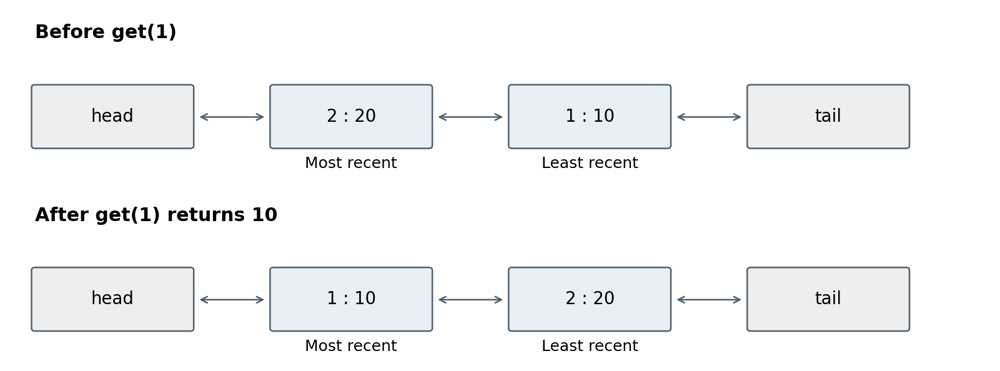 Before get(1)
head 2 : 20 1 : 10 tail
Most recent Least recent
After get(1) returns 10
head 1 : 10 2 : 20 tail
Most recent Least recent